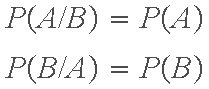 P(A/B) = P(A)
P(B/A) = P(B)